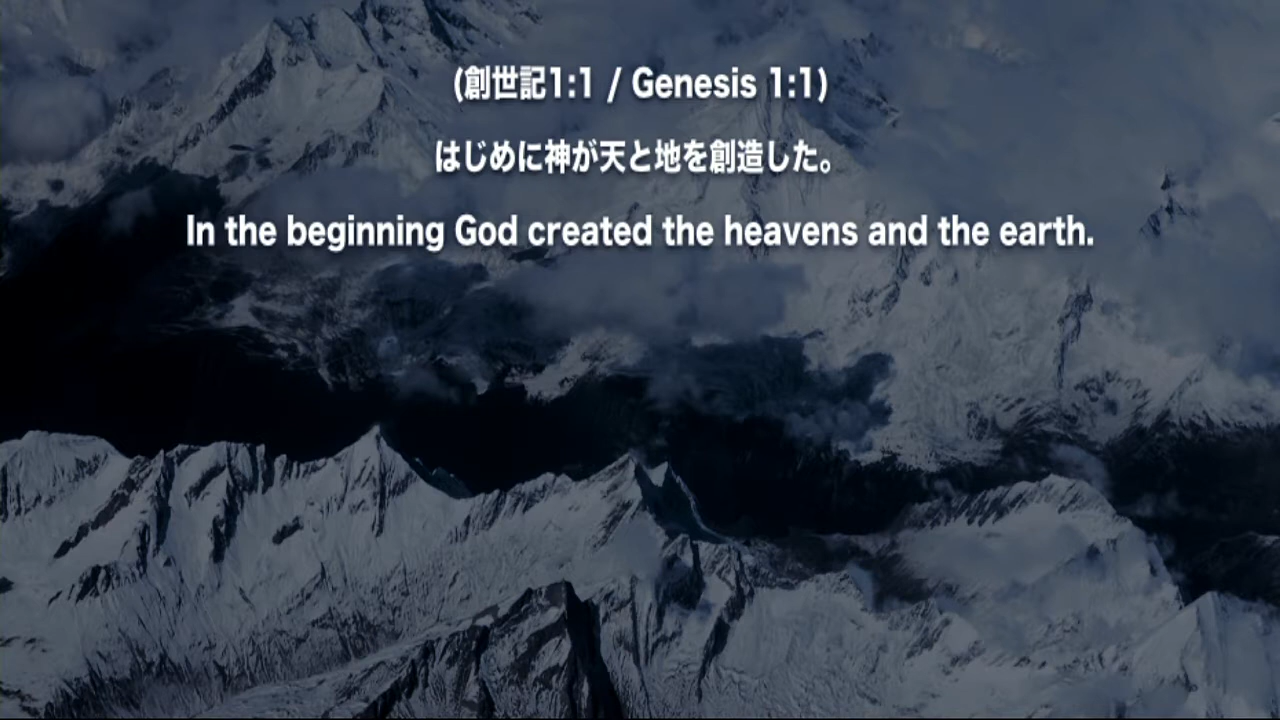 (創世記1:1 / Genesis 1:1)
はじめに神が天と地を創造した。
In the beginning God created the heavens and the earth.